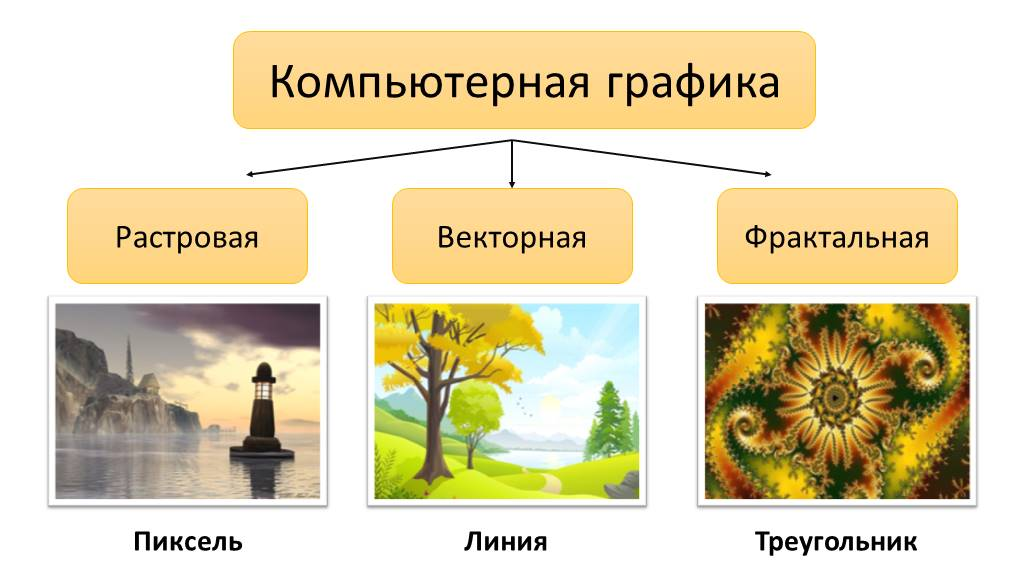 Компьютерная графика
Растровая
Векторная
Фрактальная
Пиксель
Линия
Треугольник